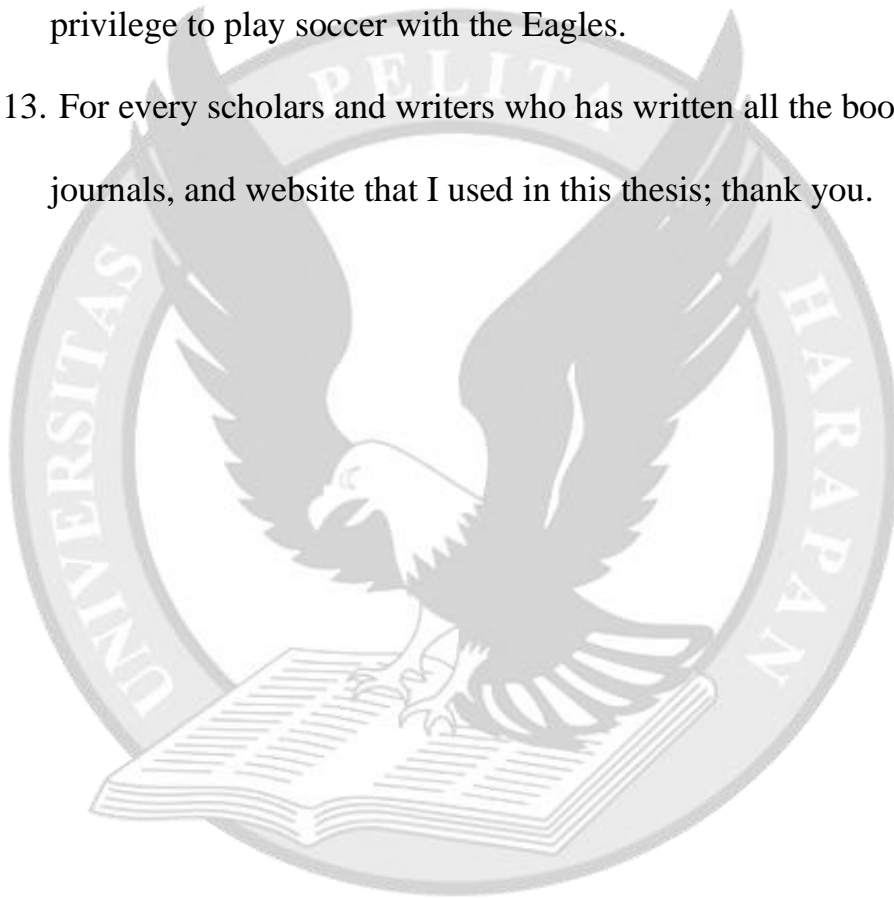 privilege to play soccer with the Eagles.
13. For every scholars and writers who has written all the boo
journals, and website that I used in this thesis; thank you.
UNIVERSITAS PELITA HARAPAN